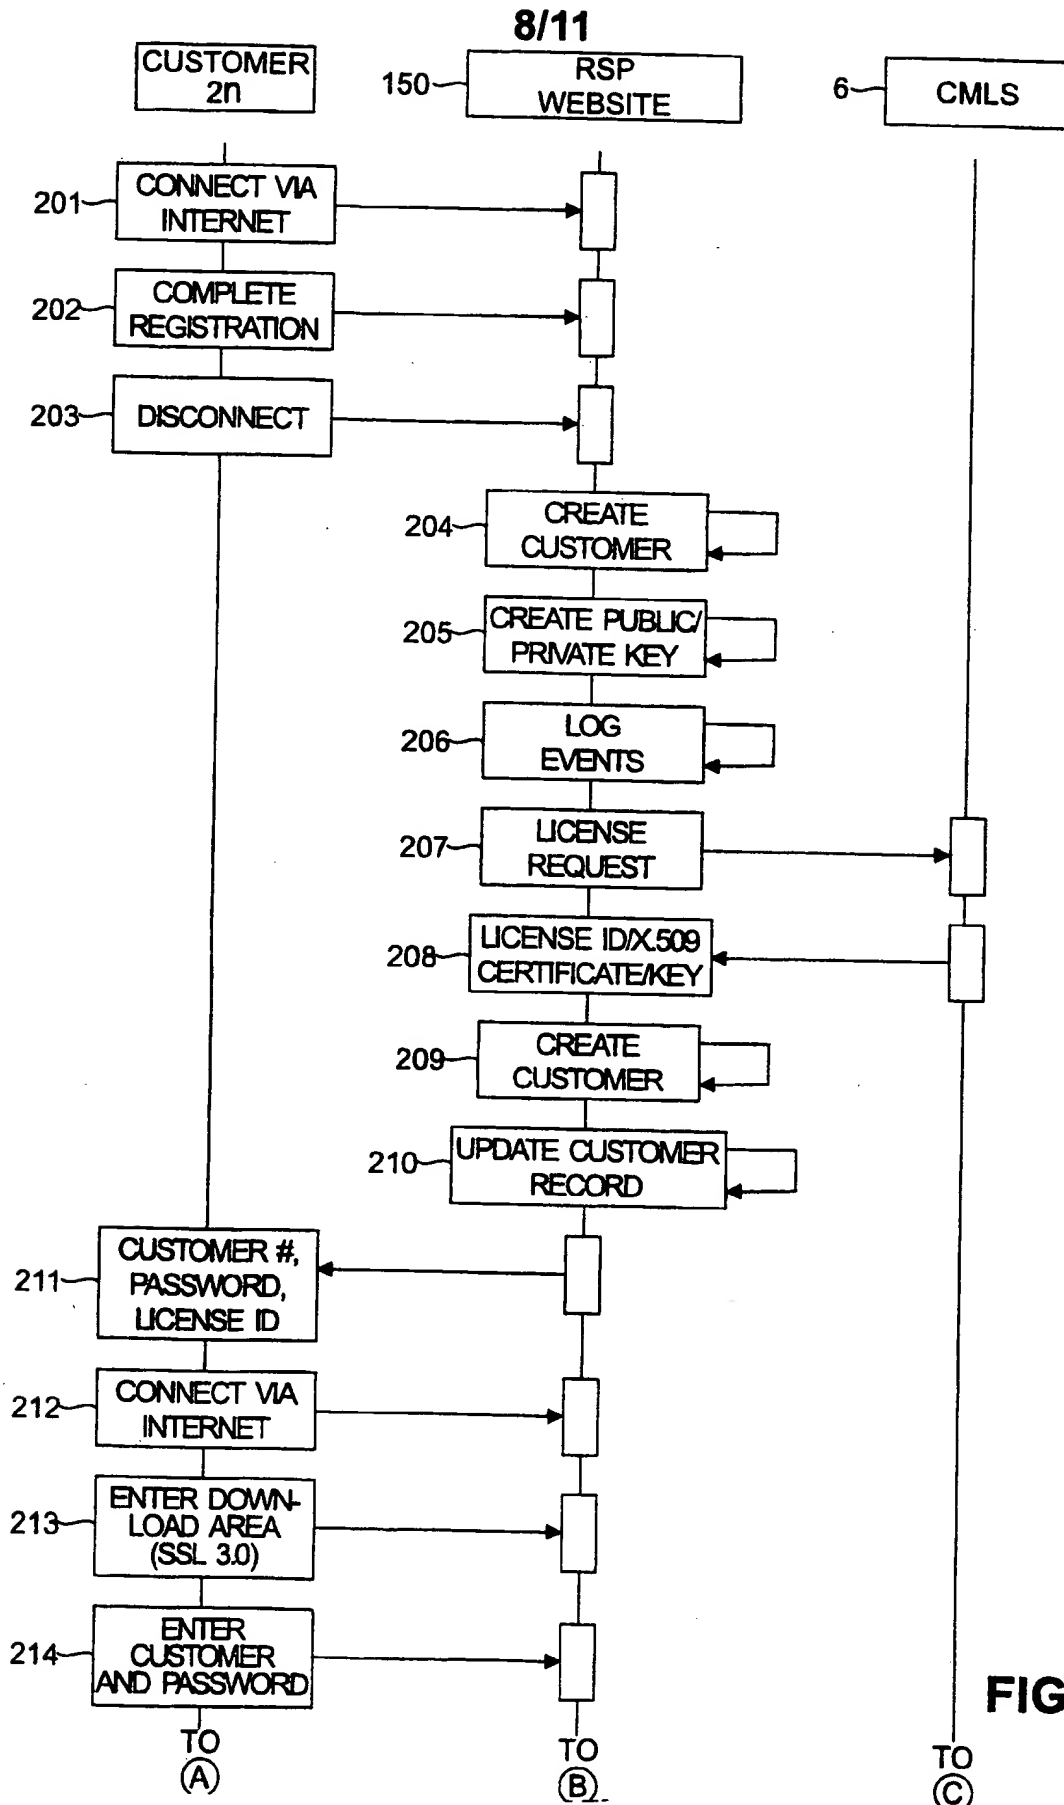 8/11
CUSTOMER
2n
150
RSP
WEBSITE
6
CMLS
201
CONNECT VIA
INTERNET
202
COMPLETE
REGISTRATION
203
DISCONNECT
204
CREATE
CUSTOMER
205
CREATE PUBLIC/
PRIVATE KEY
206
LOG
EVENTS
207
LICENSE
REQUEST
208
LICENSE ID/X.509
CERTIFICATE/KEY
209
CREATE
CUSTOMER
210
UPDATE CUSTOMER
RECORD
211
CUSTOMER #,
PASSWORD,
LICENSE ID
212
CONNECT VIA
INTERNET
213
ENTER DOWN-
LOAD AREA
(SSL 3.0)
214
ENTER
CUSTOMER
AND PASSWORD
FIG
TO
A
TO
B
TO
C